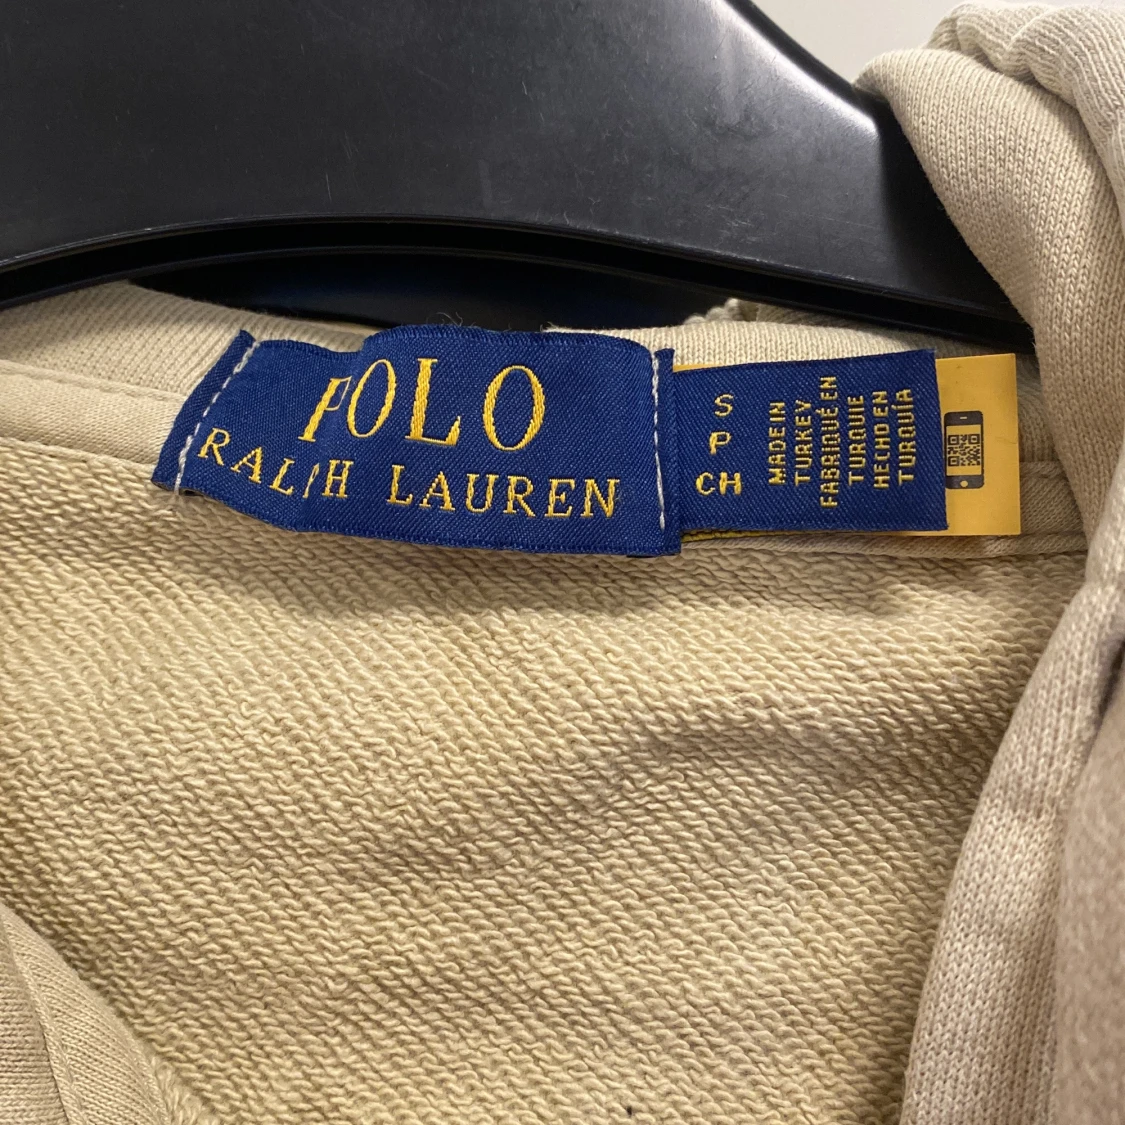 POLO
RALPH LAUREN
S
P
CH
MADE IN
TURKEY
FABRIQUÉ EN
TURQUIE
HECHO EN
TURQUÍA